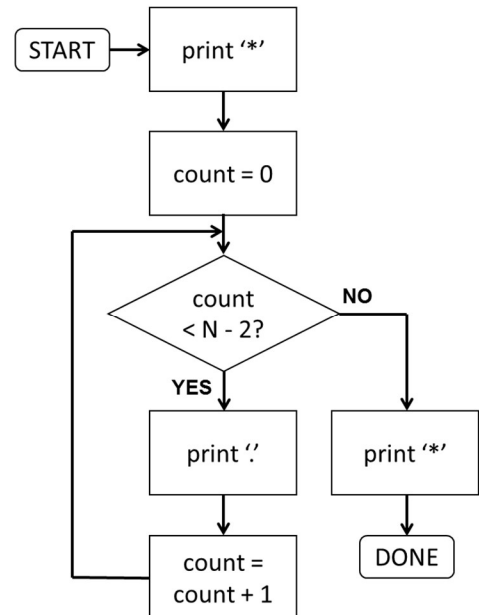 START
print ‘*’
count = 0
count
< N - 2?
NO
YES
print ‘.’
print ‘*’
count =
count + 1
DONE